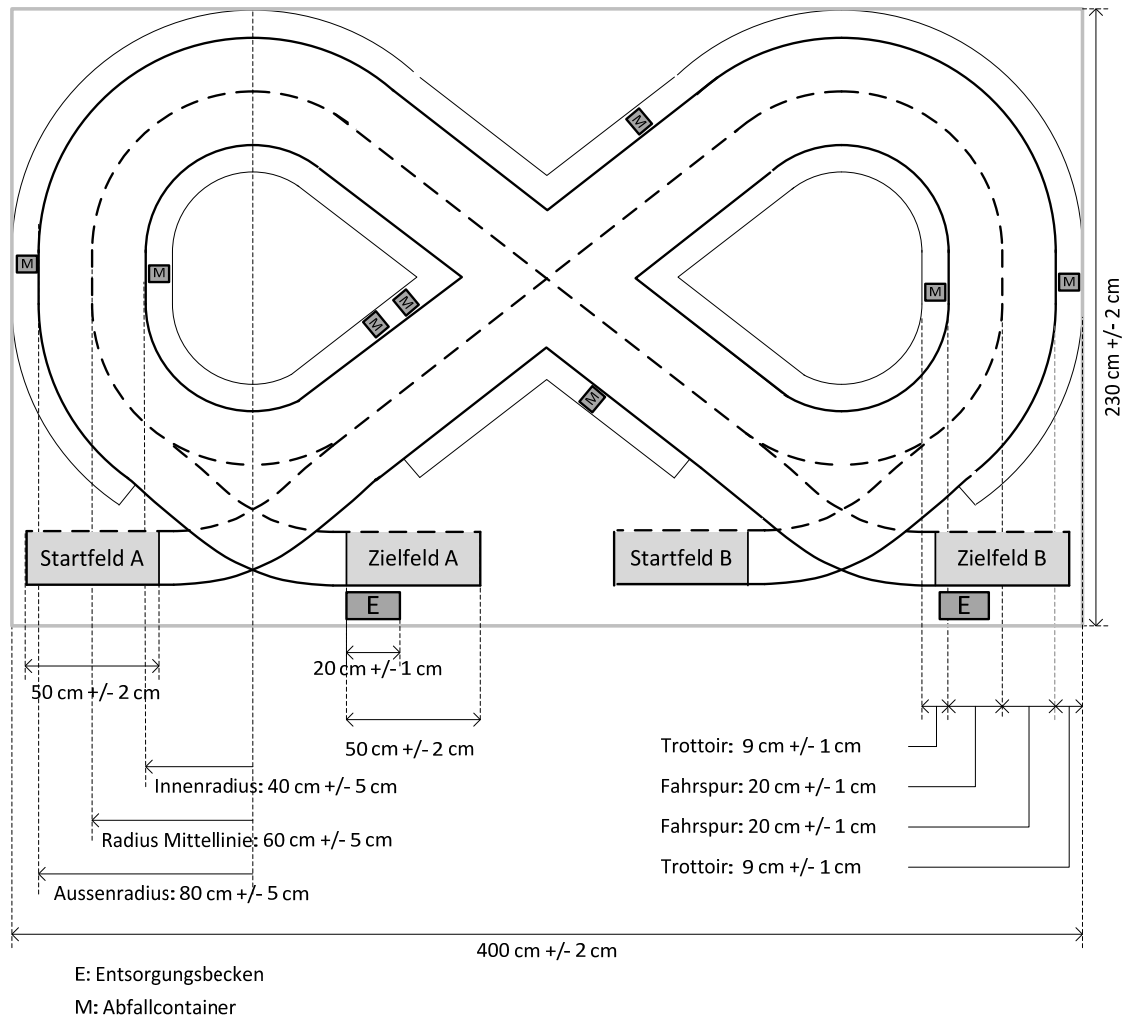 M
M
M
M
M
M
M
M
M
230 cm +/- 2 cm
Startfeld A
Zielfeld A
Startfeld B
Zielfeld B
E
E
20 cm +/- 1 cm
50 cm +/- 2 cm
50 cm +/- 2 cm
Trottoir: 9 cm +/- 1 cm
Innenradius: 40 cm +/- 5 cm
Fahrspur: 20 cm +/- 1 cm
Radius Mittellinie: 60 cm +/- 5 cm
Fahrspur: 20 cm +/- 1 cm
Trottoir: 9 cm +/- 1 cm
Aussenradius: 80 cm +/- 5 cm
400 cm +/- 2 cm
E: Entsorgungsbecken
M: Abfallcontainer